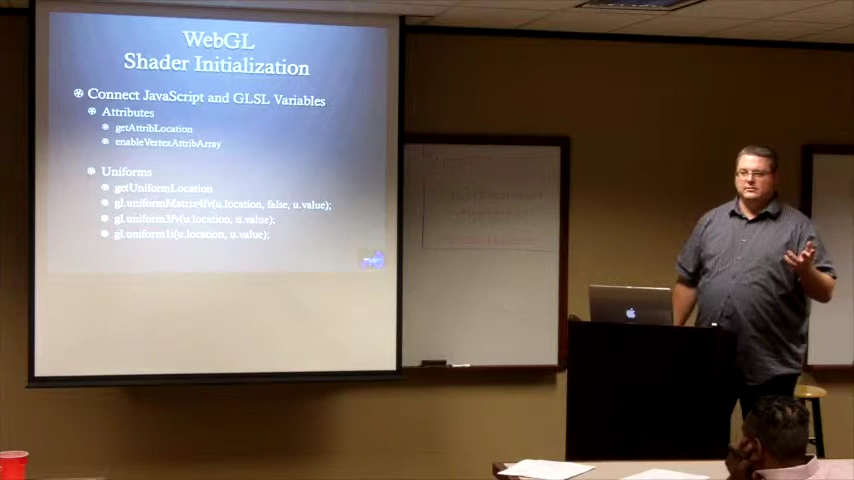 WebGL
Shader Initialization
Connect JavaScript and GLSL Variables
Attributes
getAttribLocation
enableVertexAttribArray
Uniforms
getUniformLocation
gl.uniformMatrix4fv(u.location, false, u.value);
gl.uniform3fv(u.location, u.value);
gl.uniform1i(u.location, u.value);